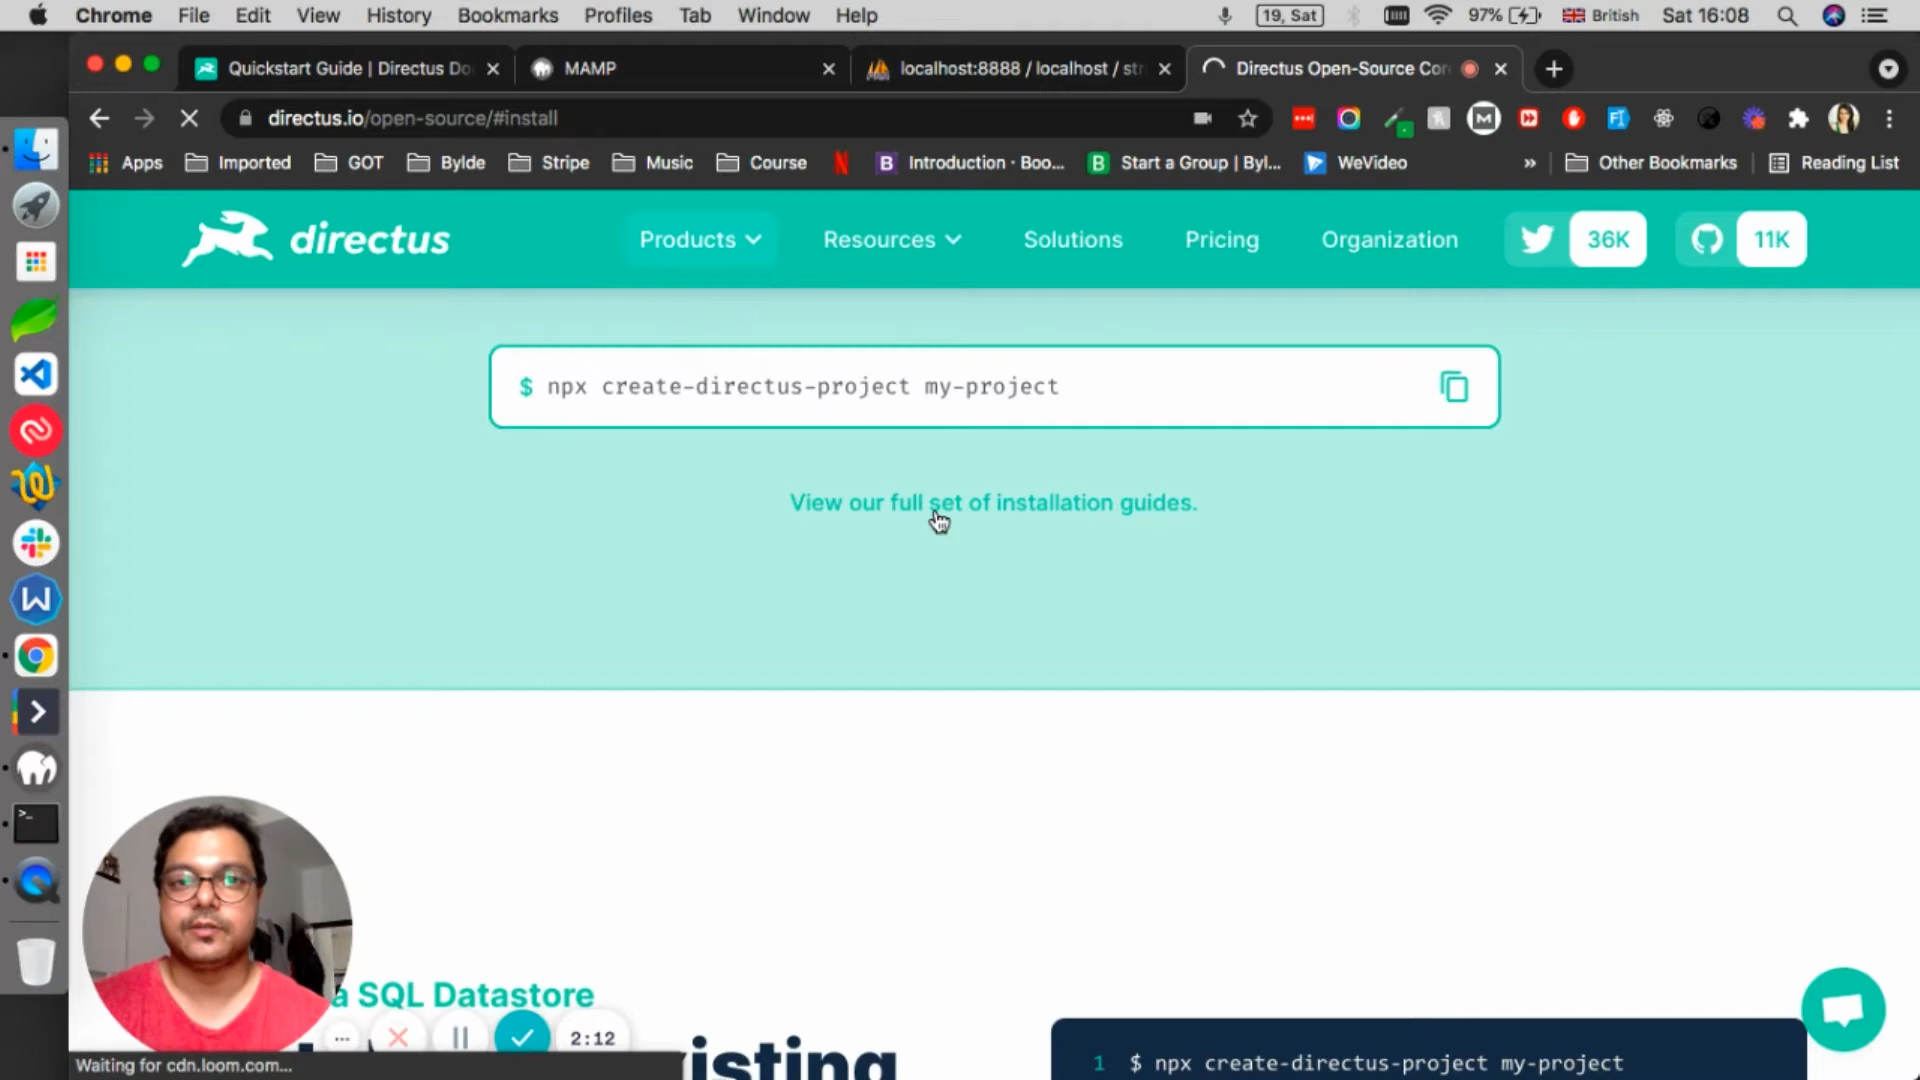 Chrome File Edit View History Bookmarks Profiles Tab Window Help 19, Sat 97% British Sat 16:08
Quickstart Guide | Directus Do MAMP localhost:8888 / localhost / str Directus Open-Source Cor
directus.io/open-source/#install
Apps Imported GOT Bylde Stripe Music Course Introduction · Boo... Start a Group | Byl... WeVideo » Other Bookmarks Reading List
directus Products Resources Solutions Pricing Organization 36K 11K
$ npx create-directus-project my-project
View our full set of installation guides.
a SQL Datastore
2:12
isting
1 $ npx create-directus-project my-project
Waiting for cdn.loom.com...